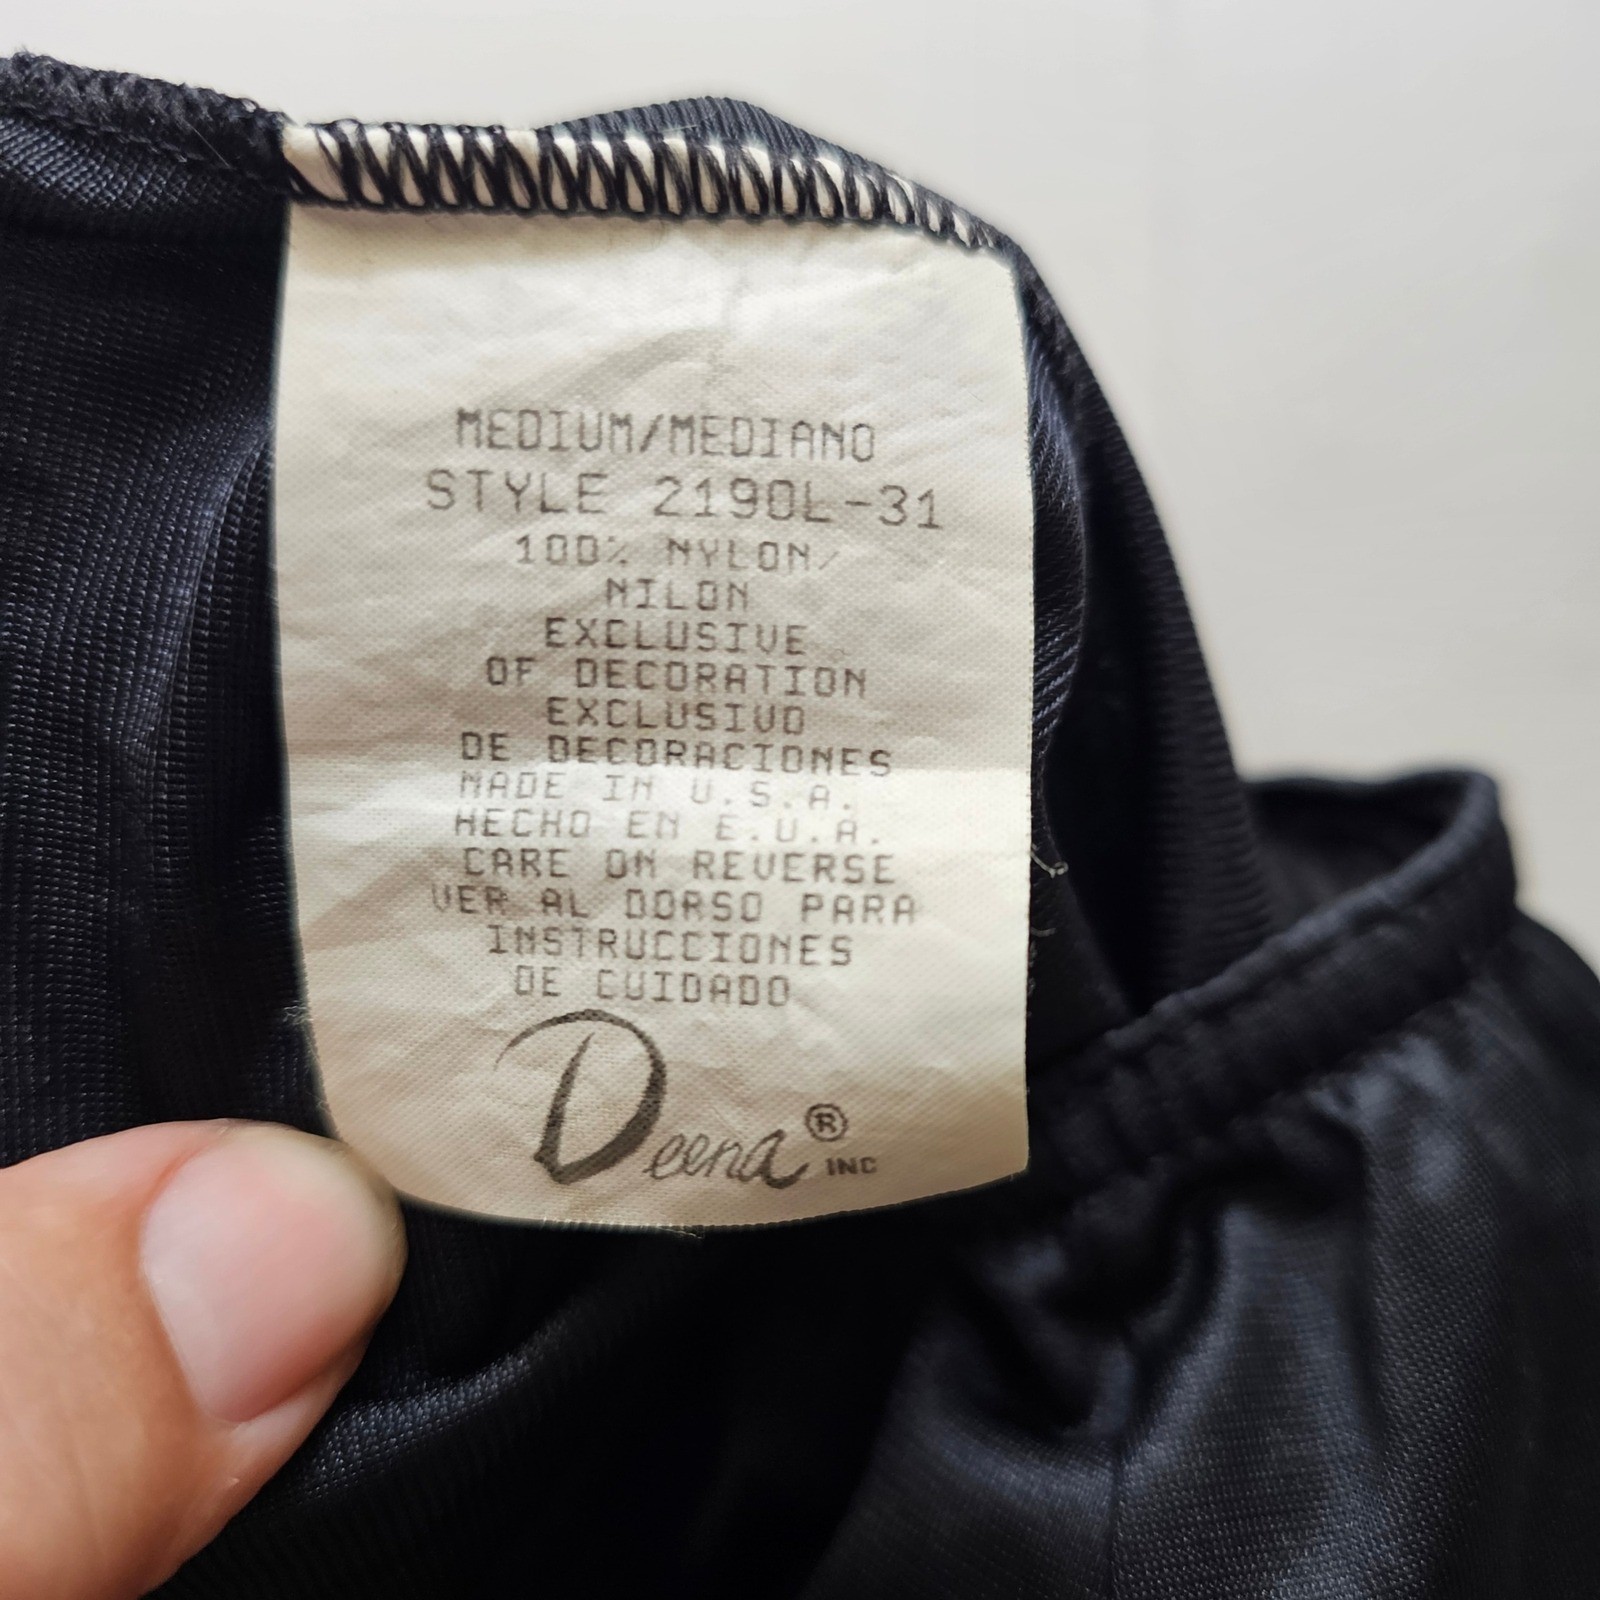 MEDIUM/MEDIANO
STYLE 2190L-31
100% NYLON/
NILON
EXCLUSIVE
OF DECORATION
EXCLUSIVO
DE DECORACIONES
MADE IN U.S.A.
HECHO EN E.U.A.
CARE ON REVERSE
VER AL DORSO PARA
INSTRUCCIONES
DE CUIDADO
Deena® INC